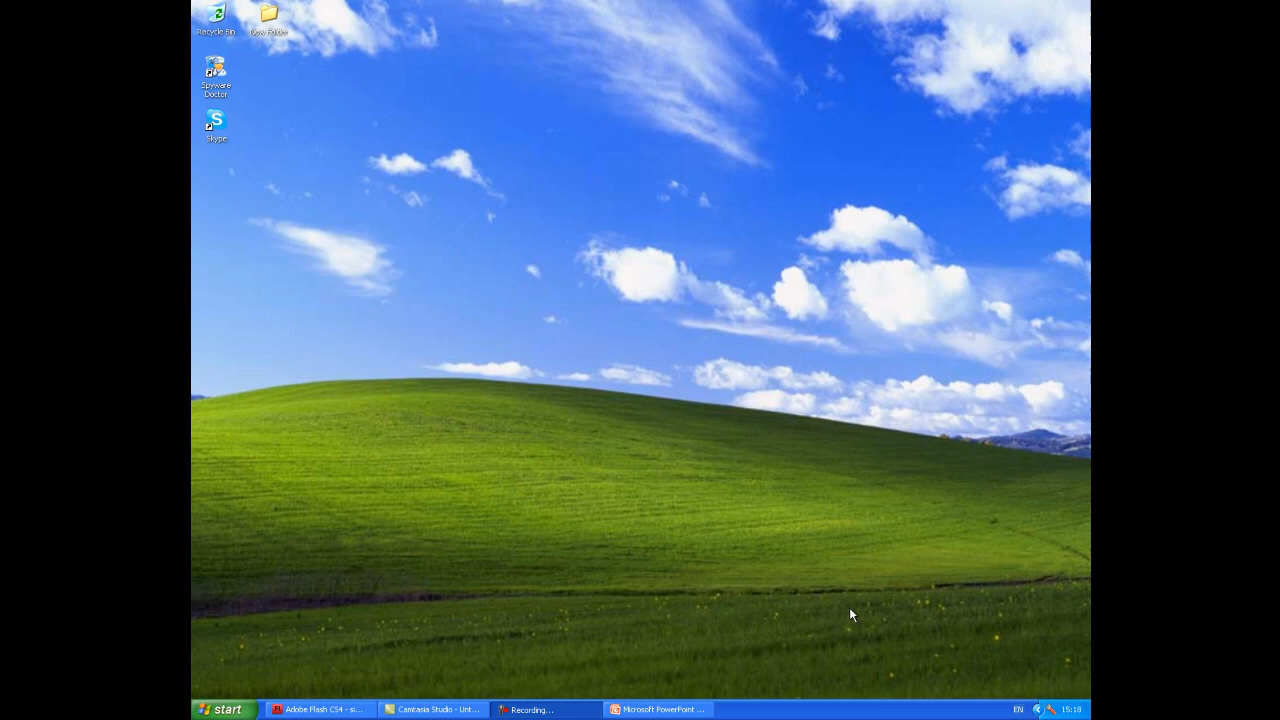 Recycle Bin
New Folder
Spyware
Doctor
Skype
start
Adobe Flash CS4 - si...
Camtasia Studio - Unt...
Recording...
Microsoft PowerPoint ...
EN
15:18